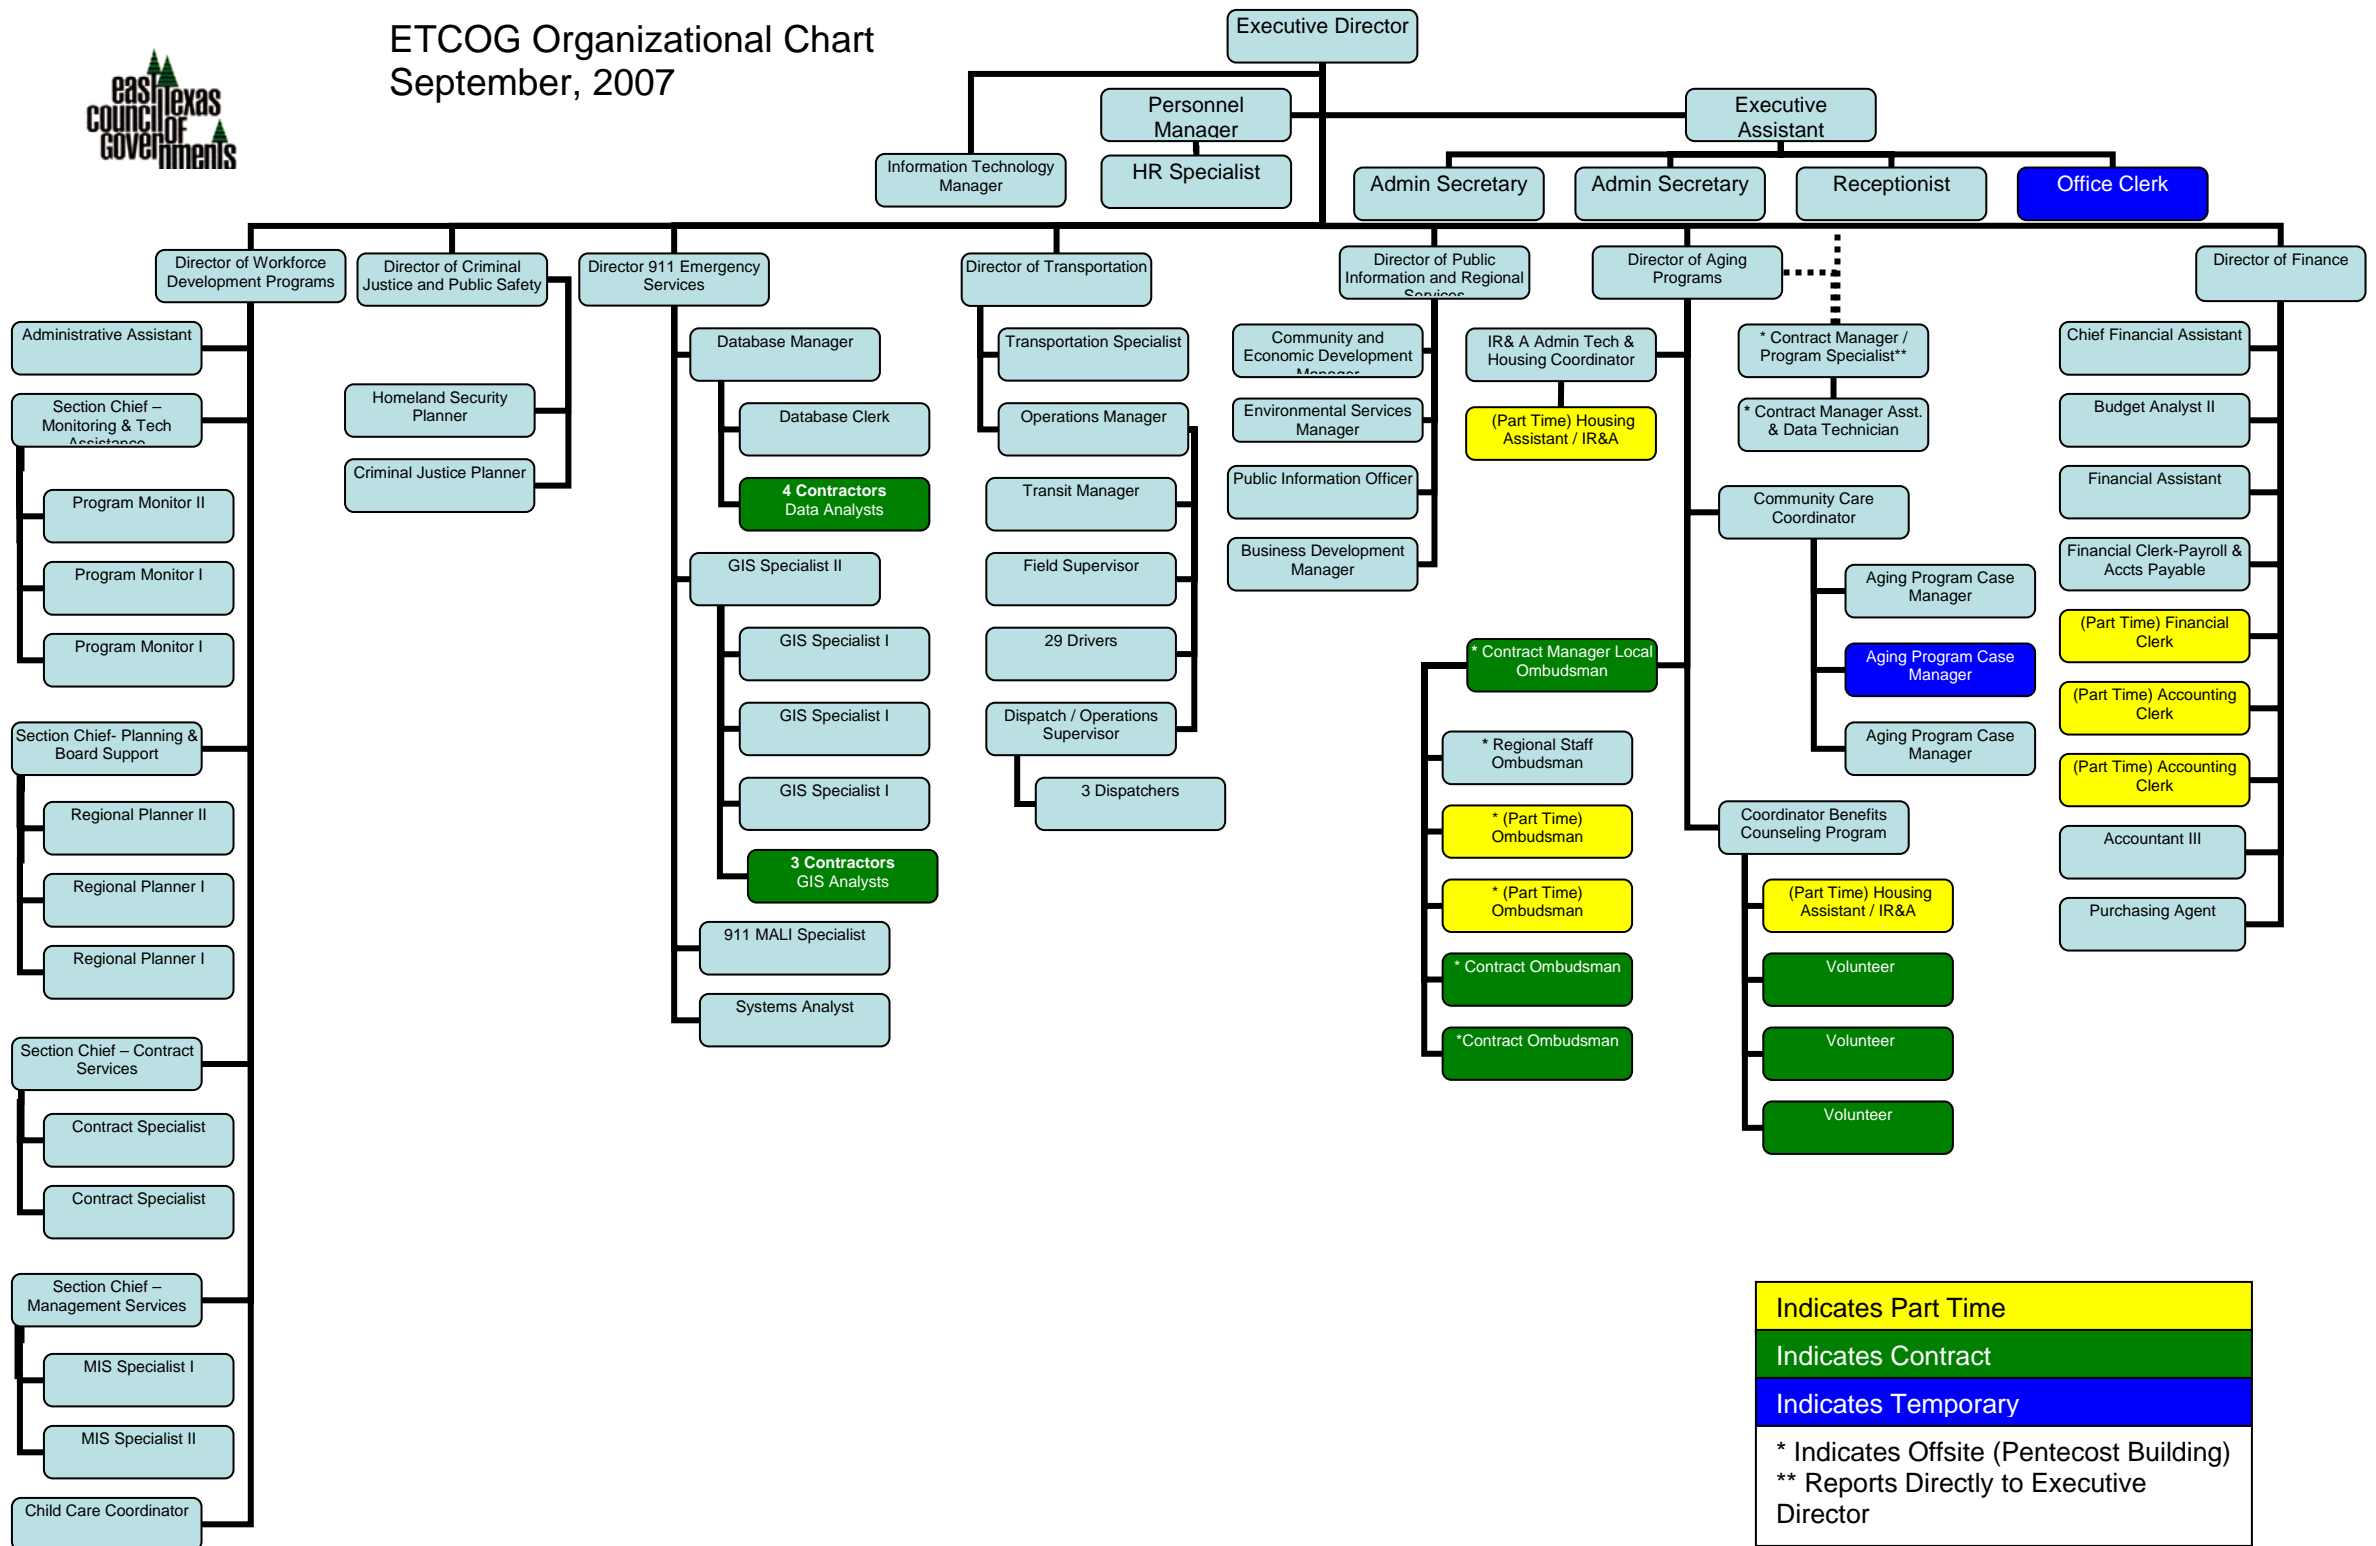 ETCOG Organizational Chart
September, 2007
east Texas
council of
governments
Executive Director
Personnel
Manager
Executive
Assistant
Information Technology
Manager
HR Specialist
Admin Secretary
Admin Secretary
Receptionist
Office Clerk
Director of Workforce
Development Programs
Director of Criminal
Justice and Public Safety
Director 911 Emergency
Services
Director of Transportation
Director of Public
Information and Regional
Services
Director of Aging
Programs
Director of Finance
Administrative Assistant
Section Chief –
Monitoring & Tech
Assistance
Program Monitor II
Program Monitor I
Program Monitor I
Section Chief- Planning &
Board Support
Regional Planner II
Regional Planner I
Regional Planner I
Section Chief – Contract
Services
Contract Specialist
Contract Specialist
Section Chief –
Management Services
MIS Specialist I
MIS Specialist II
Child Care Coordinator
Homeland Security
Planner
Criminal Justice Planner
Database Manager
Database Clerk
4 Contractors
Data Analysts
GIS Specialist II
GIS Specialist I
GIS Specialist I
GIS Specialist I
3 Contractors
GIS Analysts
911 MALI Specialist
Systems Analyst
Transportation Specialist
Operations Manager
Transit Manager
Field Supervisor
29 Drivers
Dispatch / Operations
Supervisor
3 Dispatchers
Community and
Economic Development
Manager
Environmental Services
Manager
Public Information Officer
Business Development
Manager
IR& A Admin Tech &
Housing Coordinator
(Part Time) Housing
Assistant / IR&A
* Contract Manager /
Program Specialist**
* Contract Manager Asst.
& Data Technician
Community Care
Coordinator
Aging Program Case
Manager
Aging Program Case
Manager
Aging Program Case
Manager
* Contract Manager Local
Ombudsman
* Regional Staff
Ombudsman
* (Part Time)
Ombudsman
* (Part Time)
Ombudsman
* Contract Ombudsman
*Contract Ombudsman
Coordinator Benefits
Counseling Program
(Part Time) Housing
Assistant / IR&A
Volunteer
Volunteer
Volunteer
Chief Financial Assistant
Budget Analyst II
Financial Assistant
Financial Clerk-Payroll &
Accts Payable
(Part Time) Financial
Clerk
(Part Time) Accounting
Clerk
(Part Time) Accounting
Clerk
Accountant III
Purchasing Agent
Indicates Part Time
Indicates Contract
Indicates Temporary
* Indicates Offsite (Pentecost Building)
** Reports Directly to Executive
Director